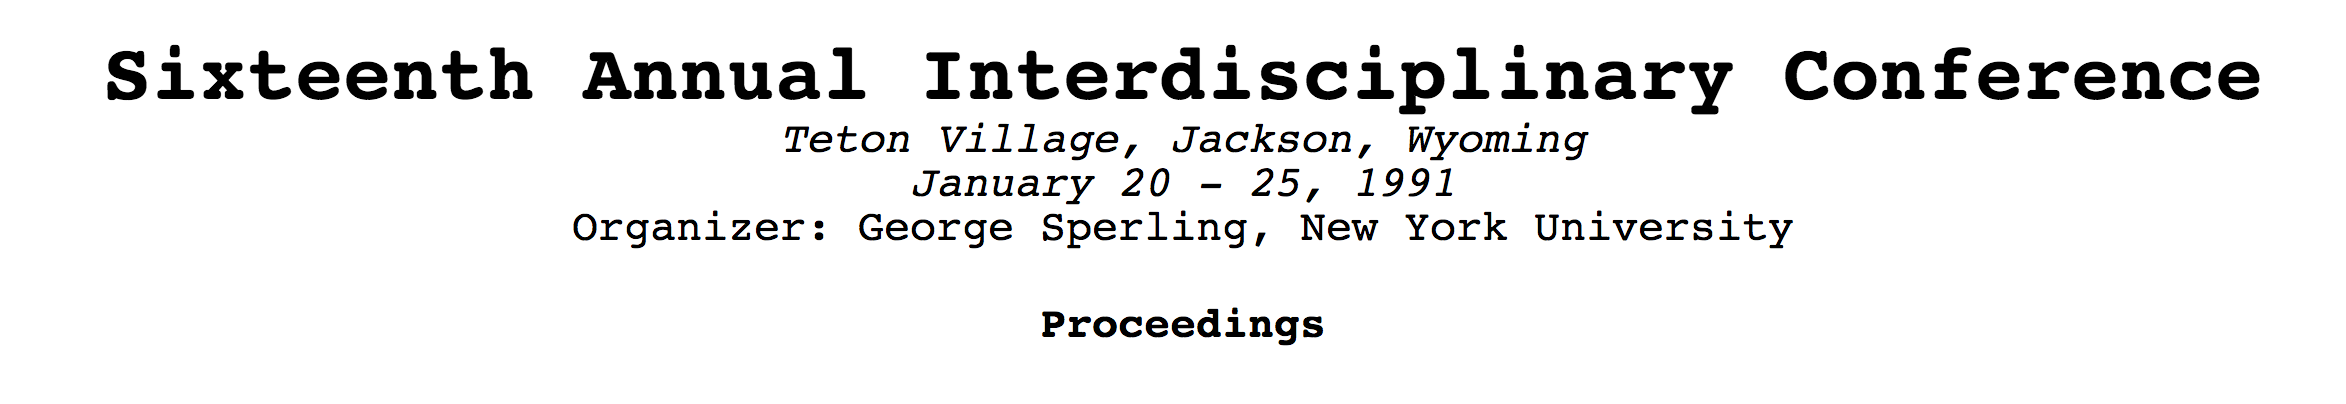 Sixteenth Annual Interdisciplinary Conference
Teton Village, Jackson, Wyoming
January 20 - 25, 1991
Organizer: George Sperling, New York University
Proceedings